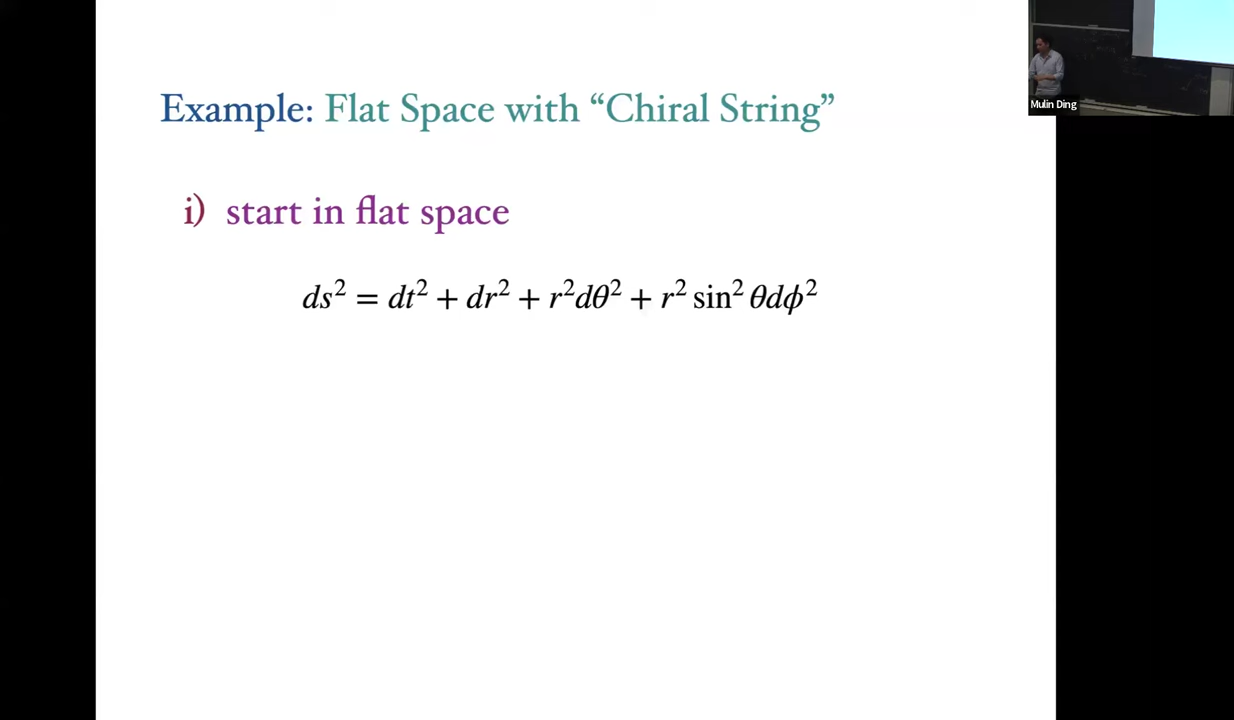 Example: Flat Space with “Chiral String”
i) start in flat space
ds² = dt² + dr² + r²dθ² + r² sin² θdϕ²
Mulin Ding